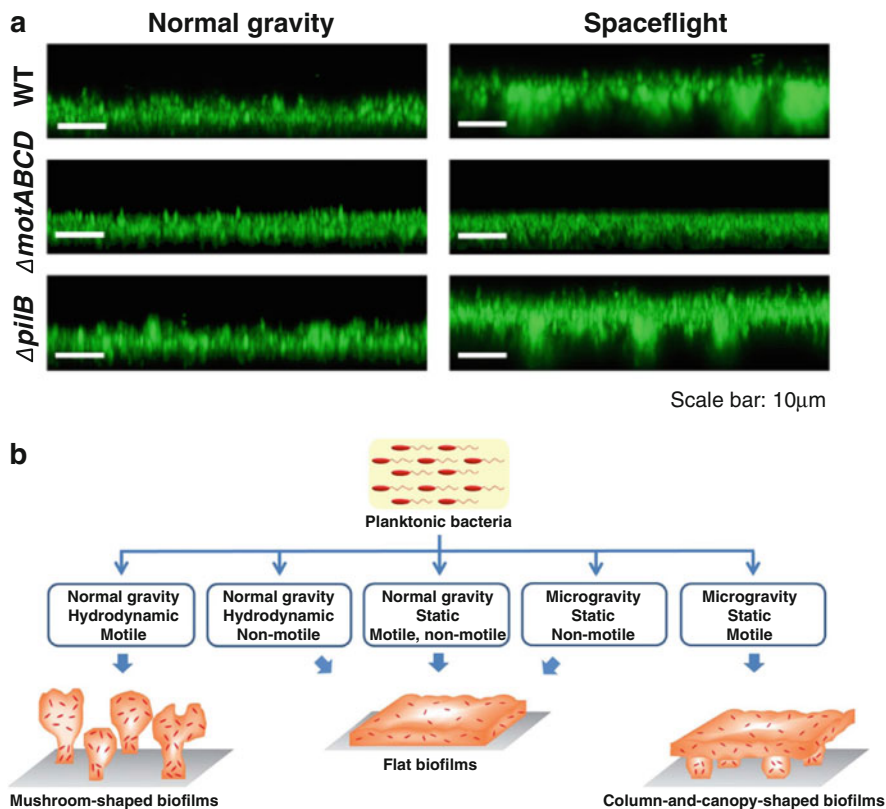 a
Normal gravity
Spaceflight
WT
ΔmotABCD
ΔpilB
Scale bar: 10μm
b
Planktonic bacteria
Normal gravity
Hydrodynamic
Motile
Normal gravity
Hydrodynamic
Non-motile
Normal gravity
Static
Motile, non-motile
Microgravity
Static
Non-motile
Microgravity
Static
Motile
Mushroom-shaped biofilms
Flat biofilms
Column-and-canopy-shaped biofilms